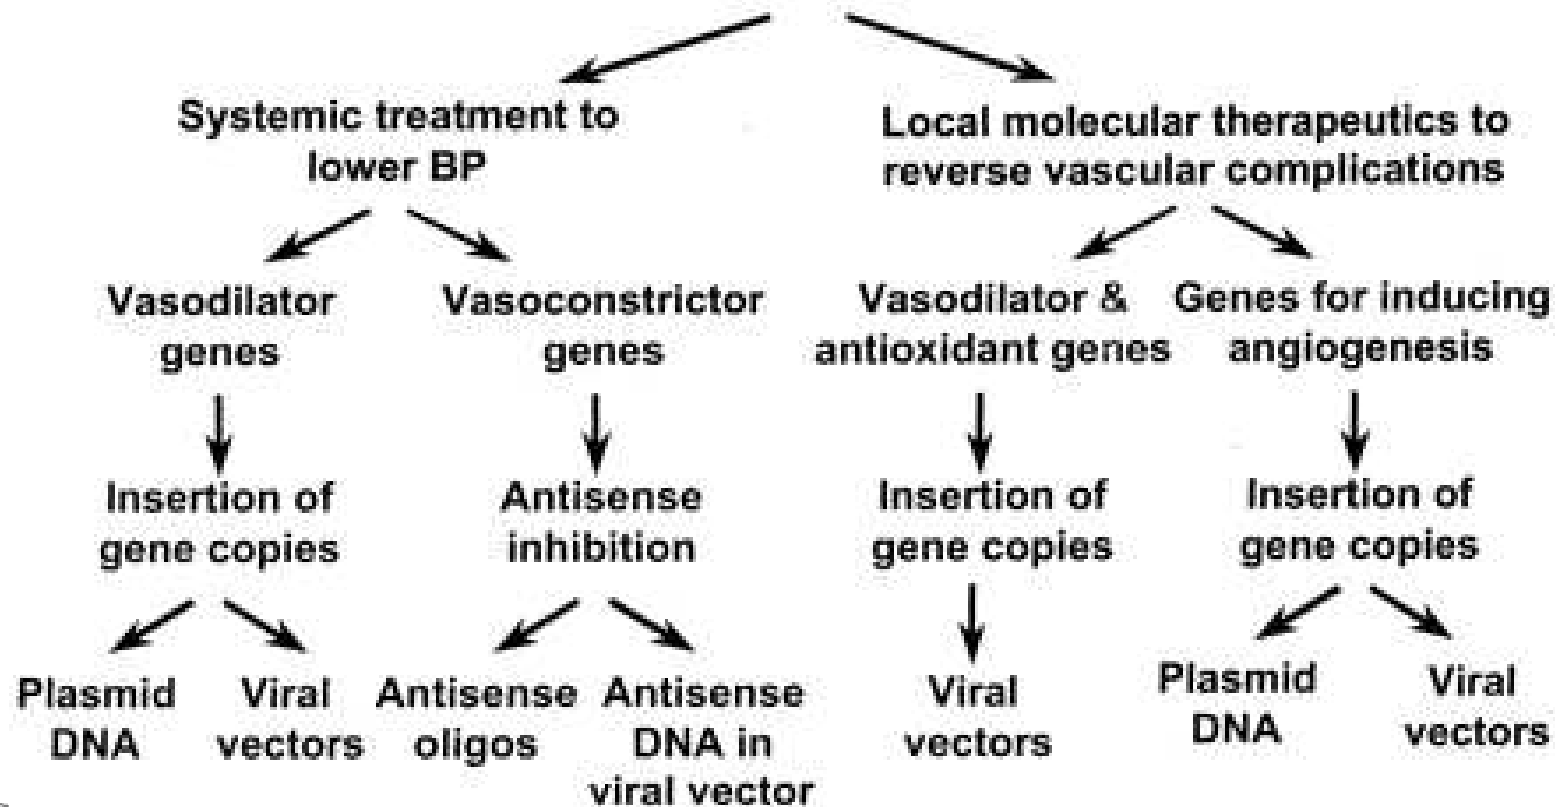 Systemic treatment to
lower BP
Local molecular therapeutics to
reverse vascular complications
Vasodilator
genes
Vasoconstrictor
genes
Vasodilator &
antioxidant genes
Genes for inducing
angiogenesis
Insertion of
gene copies
Antisense
inhibition
Insertion of
gene copies
Insertion of
gene copies
Plasmid
DNA
Viral
vectors
Antisense
oligos
Antisense
DNA in
viral vector
Viral
vectors
Plasmid
DNA
Viral
vectors